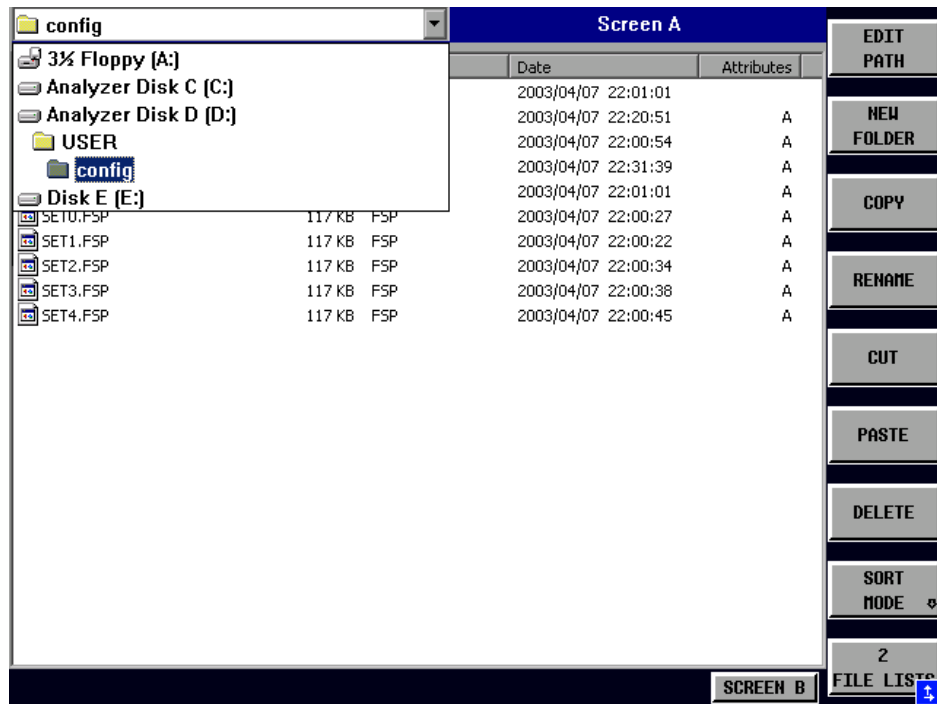 config
Screen A
3½ Floppy (A:)
Analyzer Disk C (C:)
Analyzer Disk D (D:)
USER
config
Disk E (E:)
Date Attributes
2003/04/07 22:01:01
2003/04/07 22:20:51 A
2003/04/07 22:00:54 A
2003/04/07 22:31:39 A
2003/04/07 22:01:01 A
SET0.FSP 117 KB FSP 2003/04/07 22:00:27 A
SET1.FSP 117 KB FSP 2003/04/07 22:00:22 A
SET2.FSP 117 KB FSP 2003/04/07 22:00:34 A
SET3.FSP 117 KB FSP 2003/04/07 22:00:38 A
SET4.FSP 117 KB FSP 2003/04/07 22:00:45 A
EDIT
PATH
NEW
FOLDER
COPY
RENAME
CUT
PASTE
DELETE
SORT
MODE
2
FILE LISTS
SCREEN B